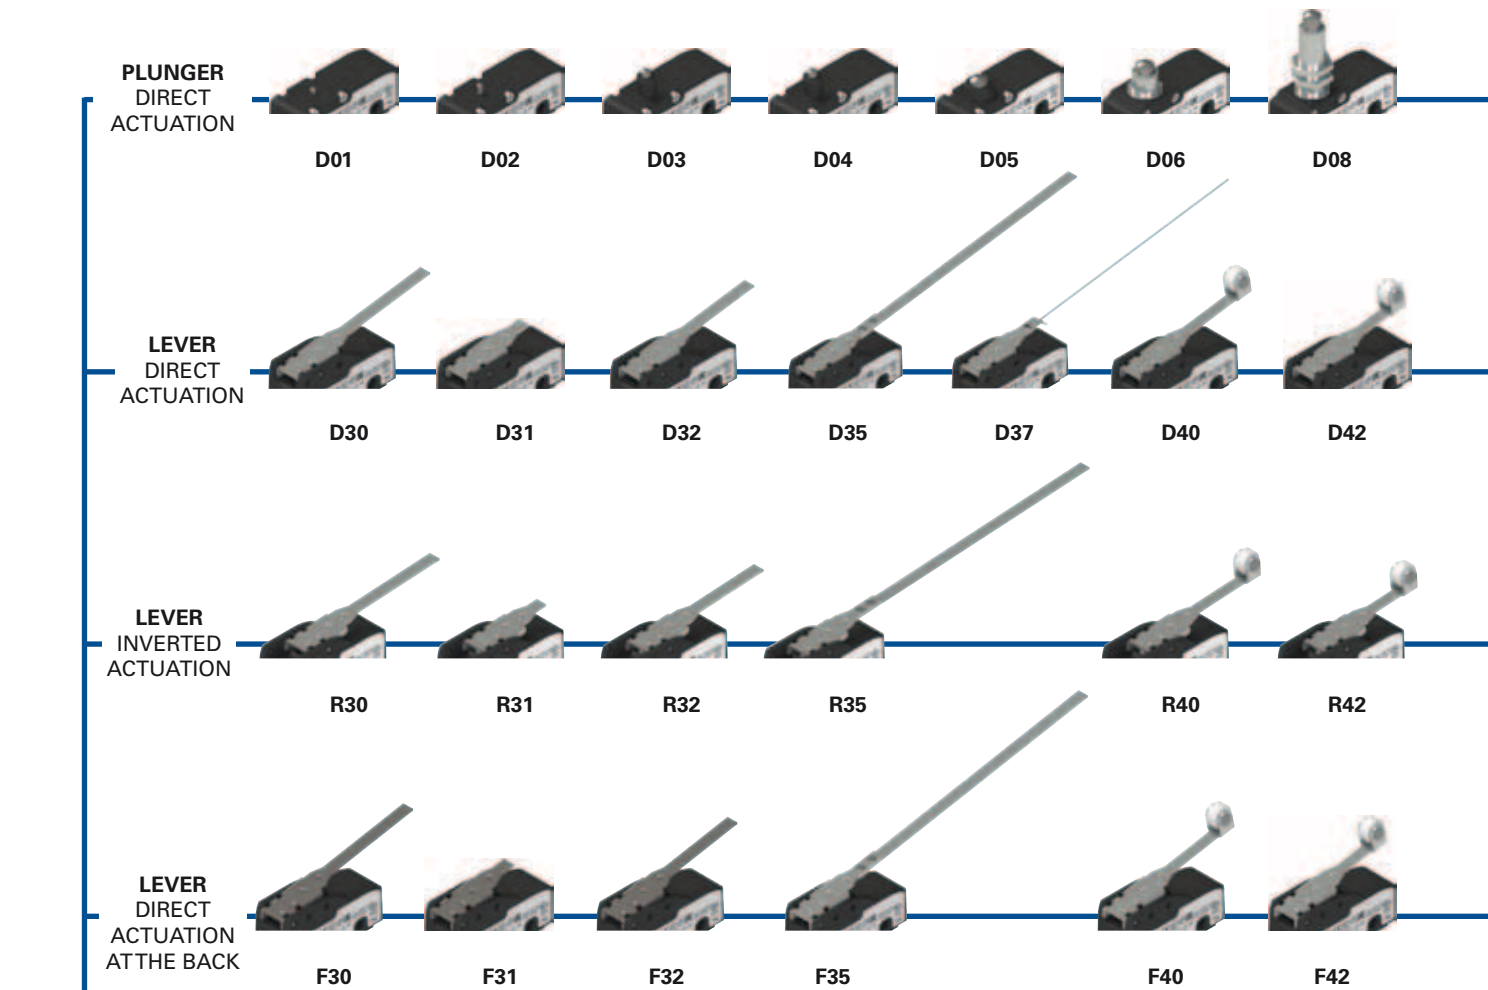 PLUNGER
DIRECT
ACTUATION
D01 D02 D03 D04 D05 D06 D08
LEVER
DIRECT
ACTUATION
D30 D31 D32 D35 D37 D40 D42
LEVER
INVERTED
ACTUATION
R30 R31 R32 R35 R40 R42
LEVER
DIRECT
ACTUATION
AT THE BACK
F30 F31 F32 F35 F40 F42